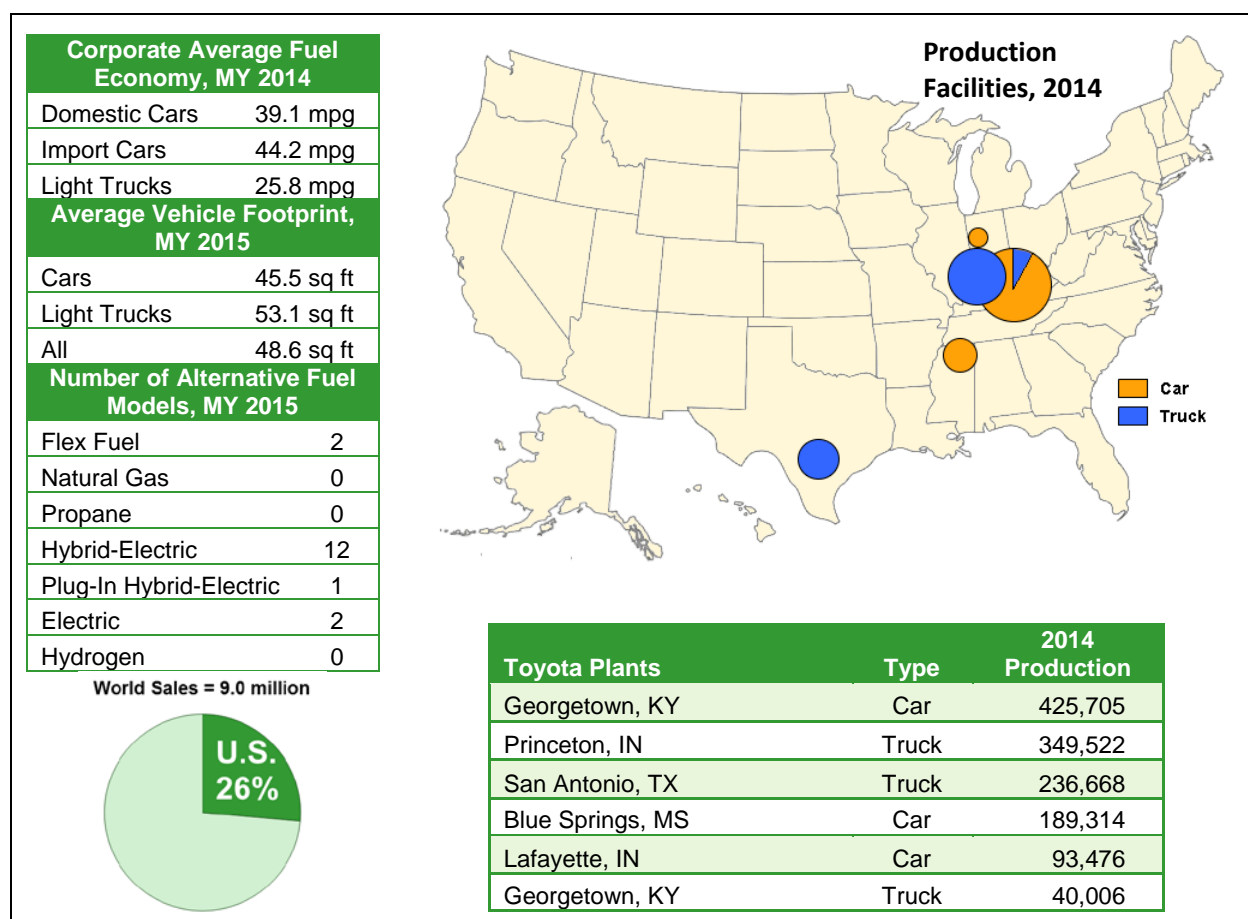 Corporate Average Fuel
Economy, MY 2014
Domestic Cars 39.1 mpg
Import Cars 44.2 mpg
Light Trucks 25.8 mpg
Average Vehicle Footprint,
MY 2015
Cars 45.5 sq ft
Light Trucks 53.1 sq ft
All 48.6 sq ft
Number of Alternative Fuel
Models, MY 2015
Flex Fuel 2
Natural Gas 0
Propane 0
Hybrid-Electric 12
Plug-In Hybrid-Electric 1
Electric 2
Hydrogen 0
World Sales = 9.0 million
U.S.
26%
Production
Facilities, 2014
Car
Truck
Toyota Plants Type 2014 Production
Georgetown, KY Car 425,705
Princeton, IN Truck 349,522
San Antonio, TX Truck 236,668
Blue Springs, MS Car 189,314
Lafayette, IN Car 93,476
Georgetown, KY Truck 40,006